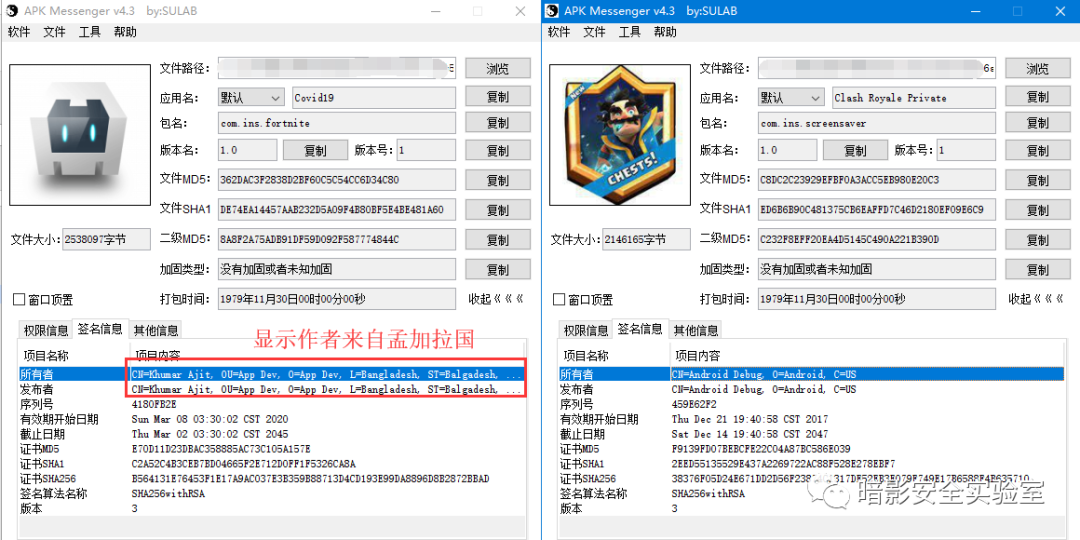 APK Messenger v4.3 by:SULAB
软件 文件 工具 帮助
文件路径: 浏览
应用名: 默认 Covid19 复制
包名: com.ins.fortnite 复制
版本名: 1.0 复制 版本号: 1 复制
文件MD5: 362DAC3F2838D2BF60C5C54CC6D34C80 复制
文件SHA1 DE74EA14457AAB232D5A09F4B80BF5E4BE481A60 复制
文件大小: 2538097字节 二级MD5: 8A8F2A75ADB91DF59D092F587774844C 复制
加固类型: 没有加固或者未知加固 复制
窗口顶置 打包时间: 1979年11月30日00时00分00秒 收起《《《
权限信息 签名信息 其他信息
显示作者来自孟加拉国
项目名称 项目内容
所有者 CN=Khumar Ajit, OU=App Dev, O=App Dev, L=Bangladesh, ST=Balgadesh, ...
发布者 CN=Khumar Ajit, OU=App Dev, O=App Dev, L=Bangladesh, ST=Balgadesh, ...
序列号 4180FB2E
有效期开始日期 Sun Mar 08 03:30:02 CST 2020
截止日期 Thu Mar 02 03:30:02 CST 2045
证书MD5 E70D11D23DBAC358885AC73C105A157E
证书SHA1 C2A52C4B3CEB7BD04665F2E712D0FF1F5326CA8A
证书SHA256 B564131E76453F1E17A9AC037E3B359B88713D4CD193E99DA8896D8B2872BBAD
签名算法名称 SHA256withRSA
版本 3
APK Messenger v4.3 by:SULAB
软件 文件 工具 帮助
文件路径: 浏览
应用名: 默认 Clash Royale Private 复制
包名: com.ins.screensaver 复制
版本名: 1.0 复制 版本号: 1 复制
NEW
CHESTS!
文件MD5: C8DC2C23929EFBF0A3ACC5EB980E20C3 复制
文件SHA1 ED6B6B90C481375CB6EAFFD7C46D2180EF09E6C9 复制
文件大小: 2146165字节 二级MD5: C232F8EFF20EA4D5145C490A221B390D 复制
加固类型: 没有加固或者未知加固 复制
窗口顶置 打包时间: 1979年11月30日00时00分00秒 收起《《《
权限信息 签名信息 其他信息
项目名称 项目内容
所有者 CN=Android Debug, O=Android, C=US
发布者 CN=Android Debug, O=Android, C=US
序列号 459E62F2
有效期开始日期 Thu Dec 21 19:40:58 CST 2017
截止日期 Sat Dec 14 19:40:58 CST 2047
证书MD5 F9139FD07BEBCFE22C04A87BC586E039
证书SHA1 2EED55135529E437A2269722AC88F528E278EBF7
证书SHA256
签名算法名称 SHA256withRSA
版本 3
暗影安全实验室